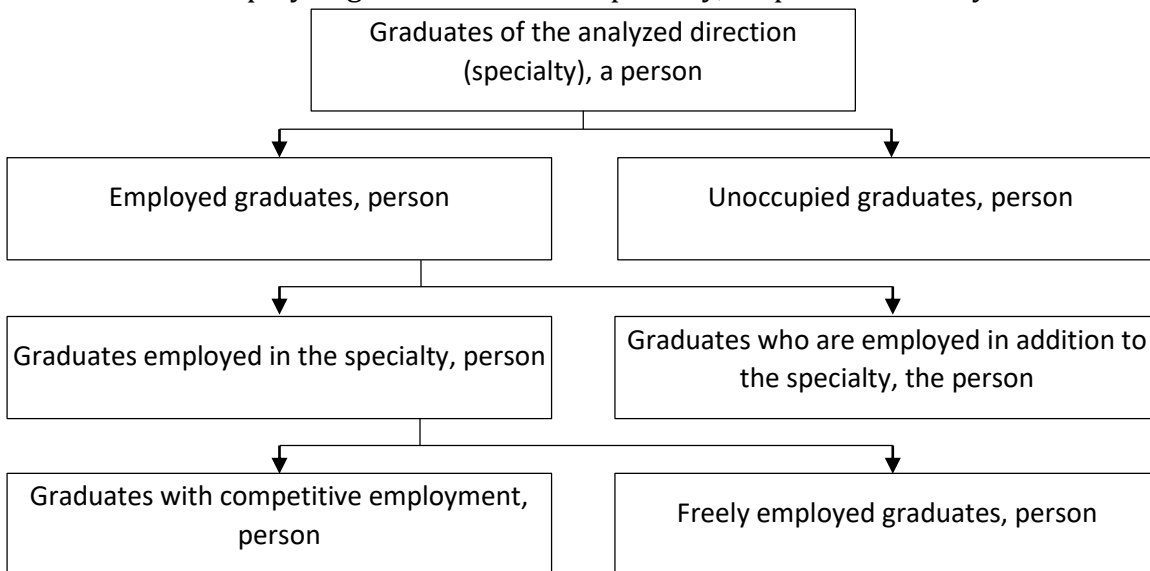 Graduates of the analyzed direction
(specialty), a person
Employed graduates, person
Unoccupied graduates, person
Graduates employed in the specialty, person
Graduates who are employed in addition to
the specialty, the person
Graduates with competitive employment,
person
Freely employed graduates, person